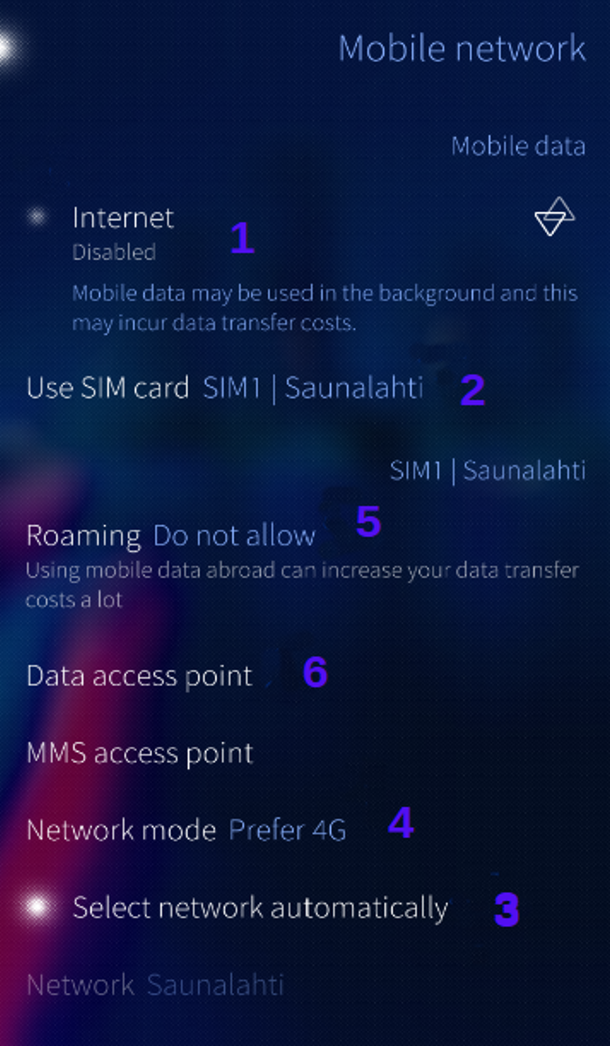 Mobile network
Mobile data
Internet
Disabled
1
Mobile data may be used in the background and this
may incur data transfer costs.
Use SIM card SIM1 | Saunalahti 2
SIM1 | Saunalahti
Roaming Do not allow 5
Using mobile data abroad can increase your data transfer
costs a lot
Data access point 6
MMS access point
Network mode Prefer 4G 4
Select network automatically 3
Network Saunalahti